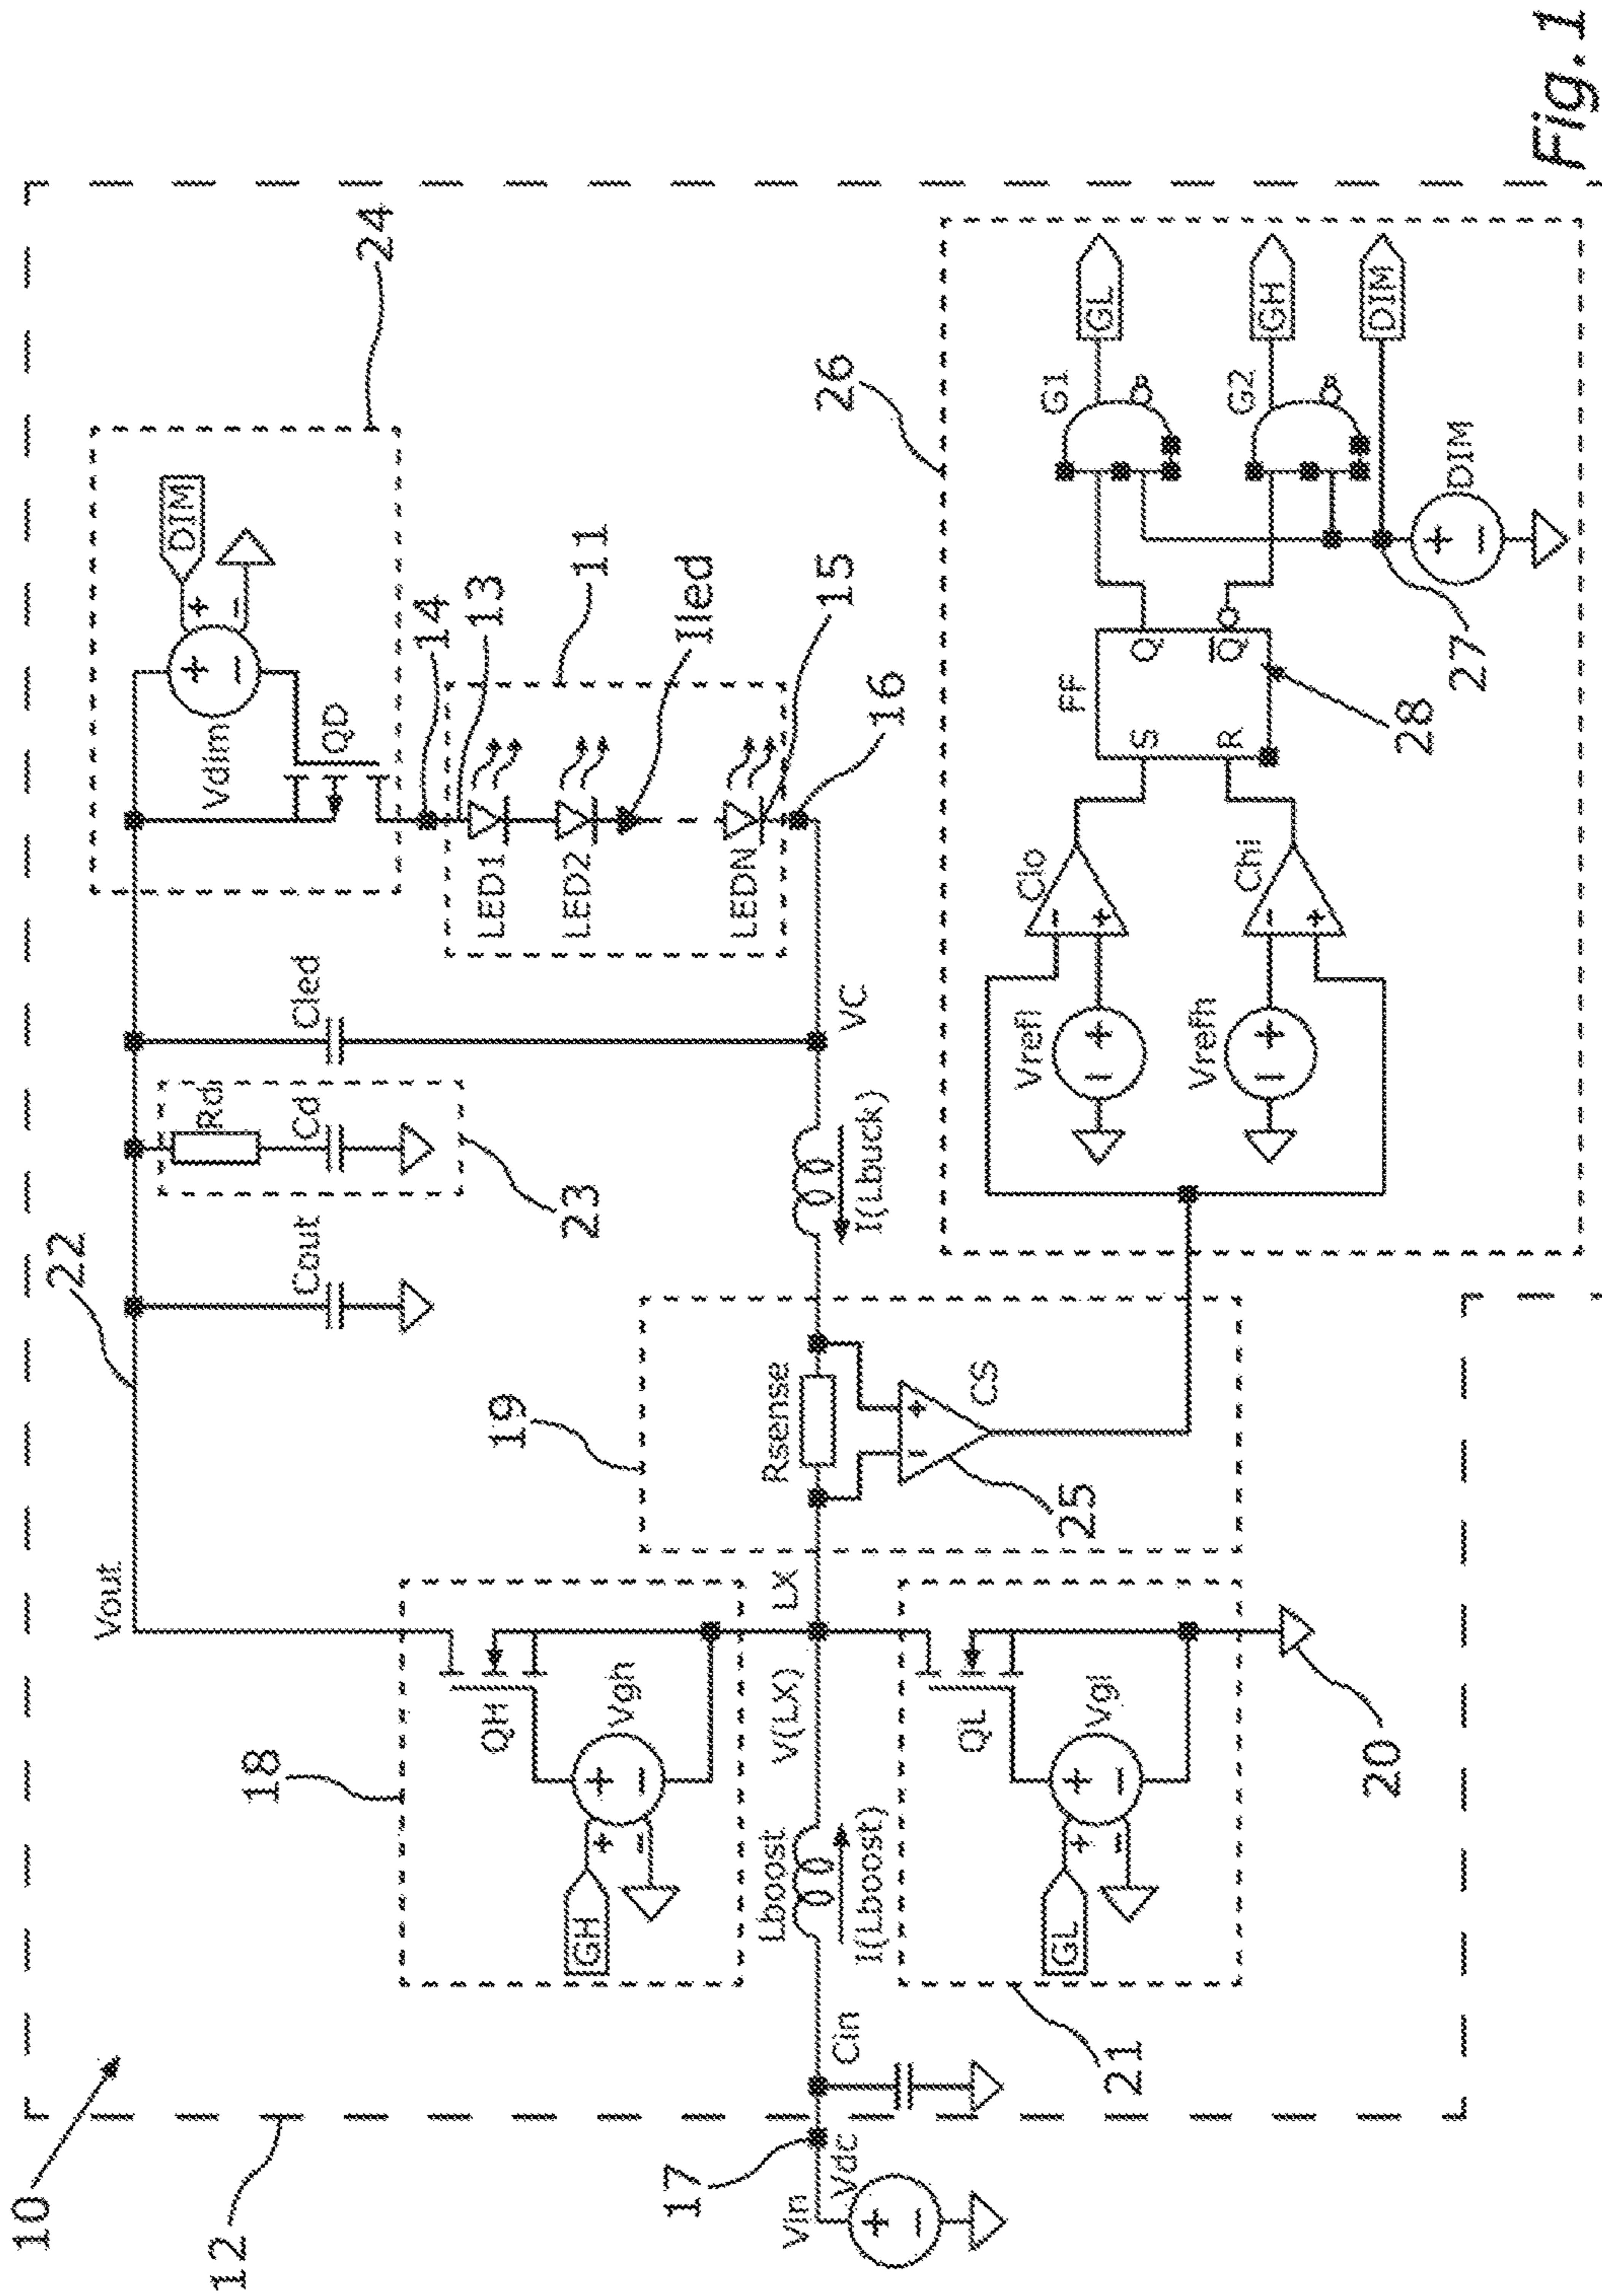 10
12
22
Vout
18
QH
Vgh
+
−
+
−
GH
19
Cout
23
Rd
Cd
Cled
24
DIM
Vdim
+
−
+
−
QD
14
13
11
LED1
LED2
LEDN
Iled
15
16
VC
17
Vin
Vdc
+
−
Cin
Lboost
I(Lboost)
V(LX)
LX
Rsense
I(Lbuck)
+
−
CS
25
21
QL
Vgl
+
−
+
−
GL
20
26
Vrefl
+
−
Vrefh
+
−
Clo
−
+
Chi
−
+
FF
S
R
Q
Q̅
28
G1
G2
GL
GH
DIM
DIM
+
−
27
Fig. 1